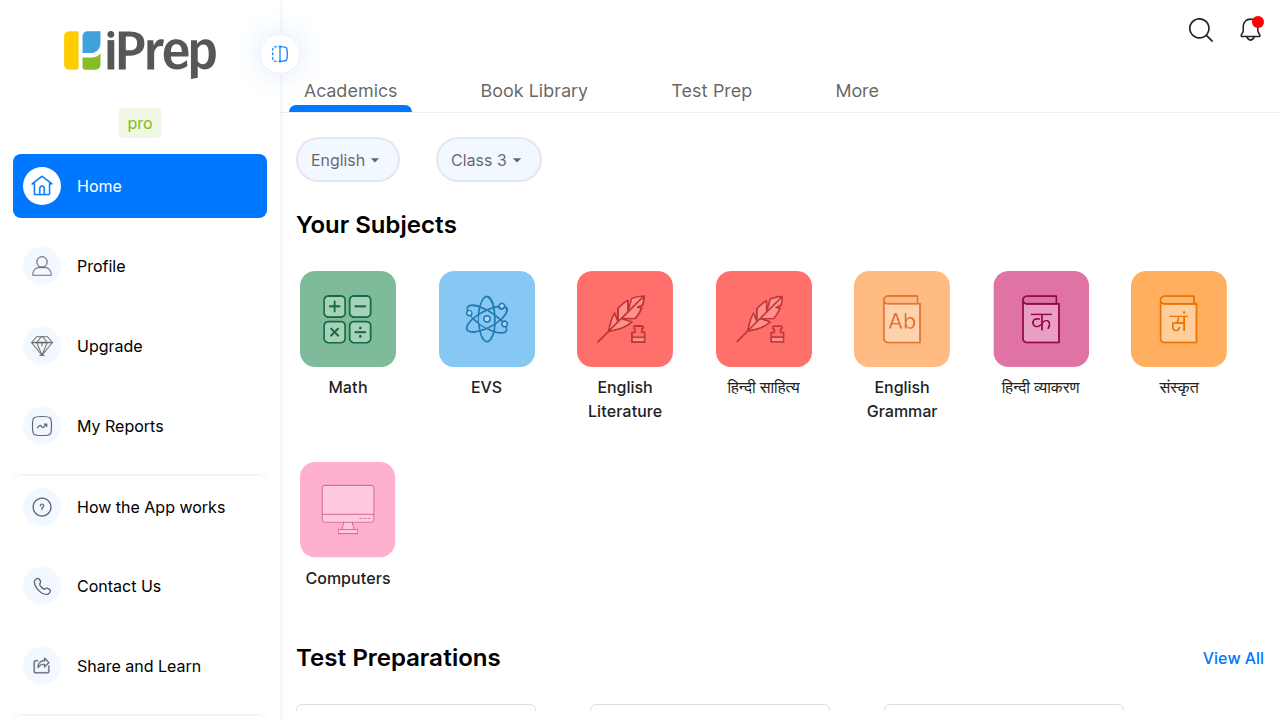 iPrep
pro
Home
Profile
Upgrade
My Reports
How the App works
Contact Us
Share and Learn
Academics
Book Library
Test Prep
More
English
Class 3
Your Subjects
Math
EVS
English
Literature
हिन्दी साहित्य
Ab
English
Grammar
क
हिन्दी व्याकरण
सं
संस्कृत
Computers
Test Preparations
View All